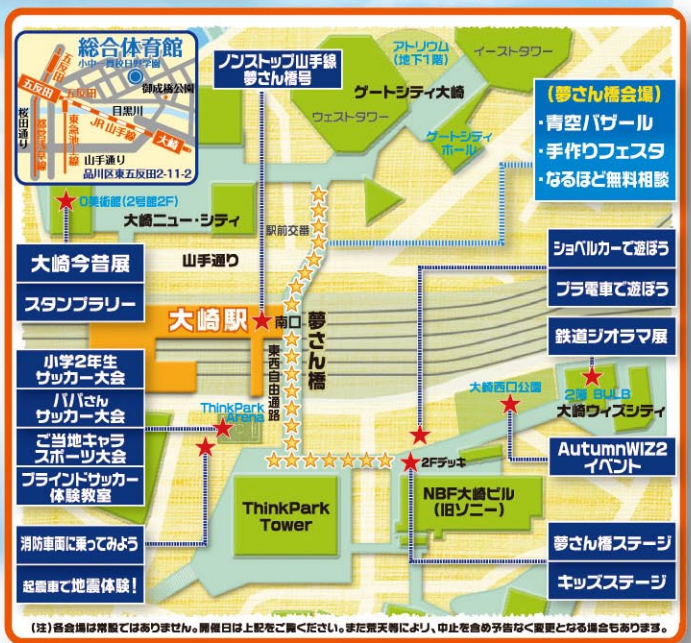 総合体育館
小中一貫校日野学園
五反田
五反田
御成橋公園
目黒川
桜田通り
都営浅草線
東急池上線
JR山手線
大崎
山手通り
品川区東五反田2-11-2
ノンストップ山手線
夢さん橋号
アトリウム
(地下1階)
イーストタワー
ゲートシティ大崎
ウェストタワー
ゲートシティ
ホール
(夢さん橋会場)
・青空バザール
・手作りフェスタ
・なるほど無料相談
O美術館(2号館2F)
大崎ニュー・シティ
駅前交番
山手通り
大崎今昔展
スタンプラリー
大崎駅
南口
夢さん橋
東西自由通路
ショベルカーで遊ぼう
プラ電車で遊ぼう
鉄道ジオラマ展
小学2年生
サッカー大会
パパさん
サッカー大会
ご当地キャラ
スポーツ大会
ブラインドサッカー
体験教室
ThinkPark
Arena
大崎西口公園
2階 BULB
大崎ウィズシティ
2Fデッキ
AutumnWIZ2
イベント
ThinkPark
Tower
NBF大崎ビル
(旧ソニー)
消防車両に乗ってみよう
起震車で地震体験!
夢さん橋ステージ
キッズステージ
(注)各会場は常設ではありません。開催日は上記をご覧ください。また荒天等により、中止を含め予告なく変更となる場合もあります。